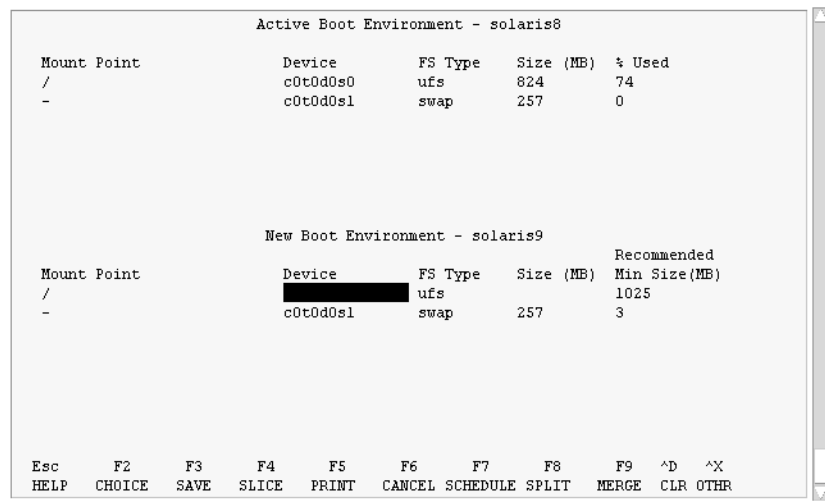 Active Boot Environment - solaris8
Mount Point Device FS Type Size (MB) % Used
/ c0t0d0s0 ufs 824 74
- c0t0d0s1 swap 257 0
New Boot Environment - solaris9
Recommended
Mount Point Device FS Type Size (MB) Min Size(MB)
/ ufs 1025
- c0t0d0s1 swap 257 3
Esc F2 F3 F4 F5 F6 F7 F8 F9 ^D ^X
HELP CHOICE SAVE SLICE PRINT CANCEL SCHEDULE SPLIT MERGE CLR OTHR